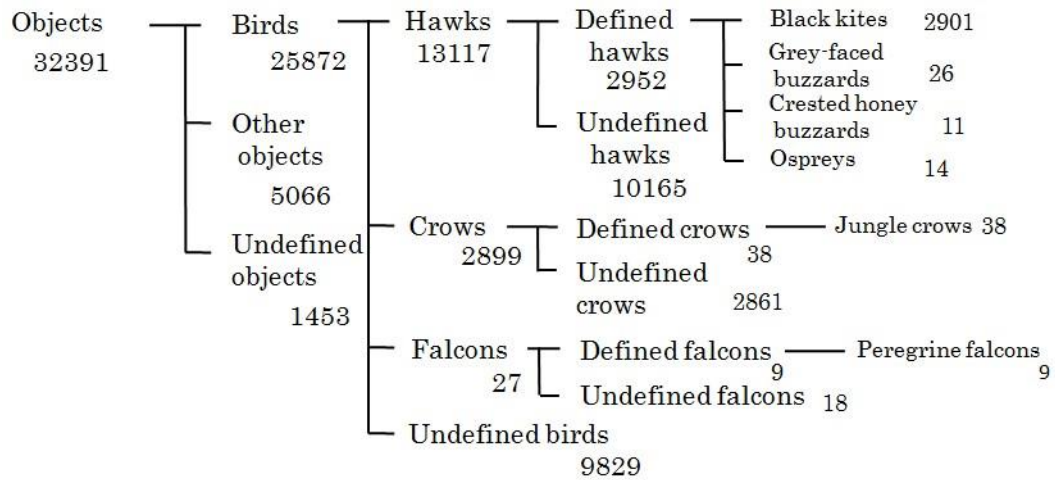 Objects
32391
Birds
25872
Other
objects
5066
Undefined
objects
1453
Hawks
13117
Defined
hawks
2952
Black kites 2901
Grey-faced
buzzards 26
Crested honey
buzzards 11
Ospreys 14
Undefined
hawks
10165
Crows
2899
Defined crows
38
Jungle crows 38
Undefined
crows 2861
Falcons
27
Defined falcons
9
Peregrine falcons
9
Undefined falcons 18
Undefined birds
9829